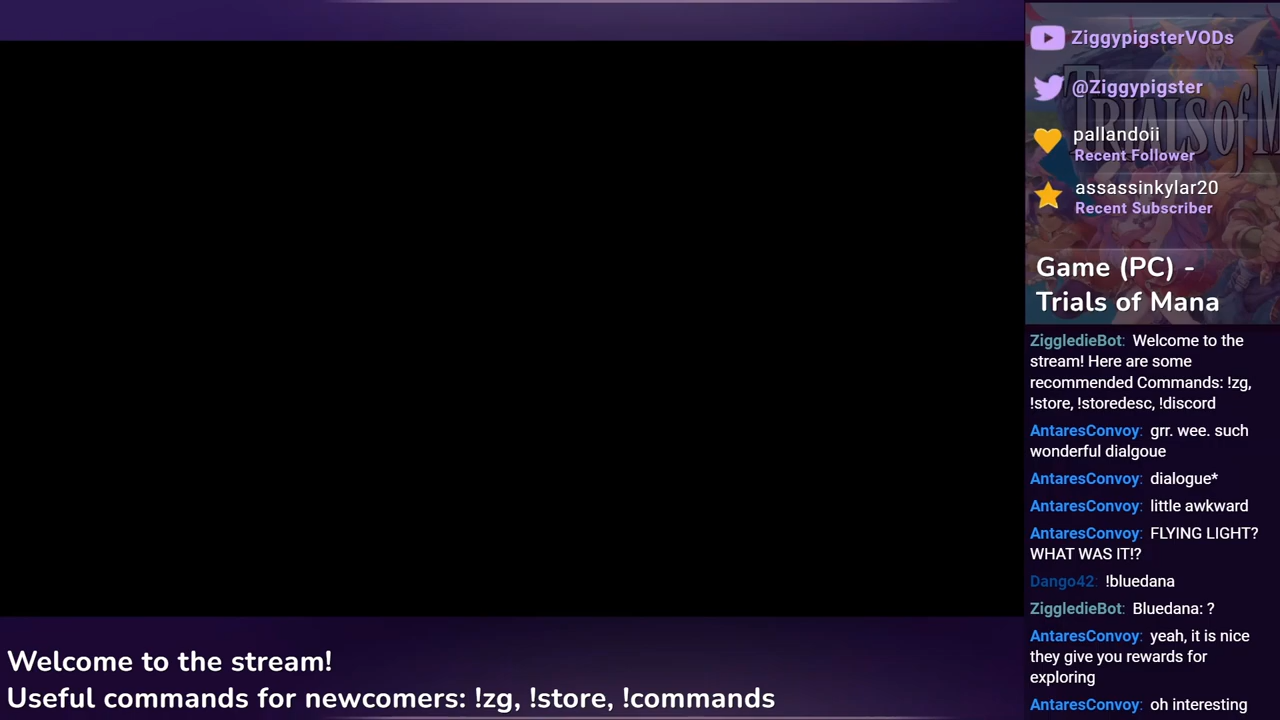 ZiggypigsterVODs
@Ziggypigster
TRIALS of M
pallandoii
Recent Follower
assassinkylar20
Recent Subscriber
Game (PC) -
Trials of Mana
ZiggledieBot: Welcome to the
stream! Here are some
recommended Commands: !zg,
!store, !storedesc, !discord
AntaresConvoy: grr. wee. such
wonderful dialgoue
AntaresConvoy: dialogue*
AntaresConvoy: little awkward
AntaresConvoy: FLYING LIGHT?
WHAT WAS IT!?
Dango42: !bluedana
ZiggledieBot: Bluedana: ?
AntaresConvoy: yeah, it is nice
they give you rewards for
exploring
AntaresConvoy: oh interesting
Welcome to the stream!
Useful commands for newcomers: !zg, !store, !commands